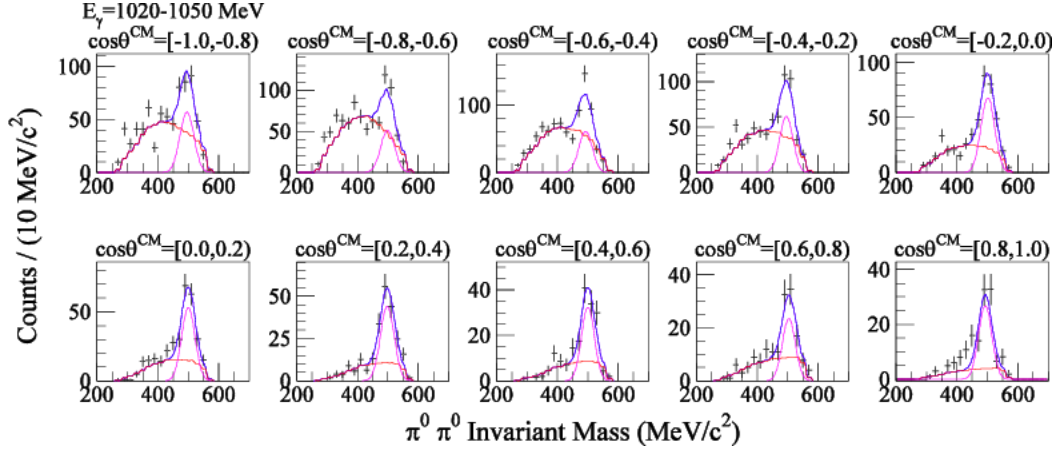 E_γ=1020-1050 MeV
cosθ^CM=[-1.0,-0.8) cosθ^CM=[-0.8,-0.6) cosθ^CM=[-0.6,-0.4) cosθ^CM=[-0.4,-0.2) cosθ^CM=[-0.2,0.0)
100 50 0 100 50 0 100 50 0 100 50 0 100 50 0
200 400 600 200 400 600 200 400 600 200 400 600 200 400 600
cosθ^CM=[0.0,0.2) cosθ^CM=[0.2,0.4) cosθ^CM=[0.4,0.6) cosθ^CM=[0.6,0.8) cosθ^CM=[0.8,1.0)
50 0 50 25 0 40 20 0 40 20 0 40 20 0
200 400 600 200 400 600 200 400 600 200 400 600 200 400 600
Counts / (10 MeV/c²)
π⁰ π⁰ Invariant Mass (MeV/c²)